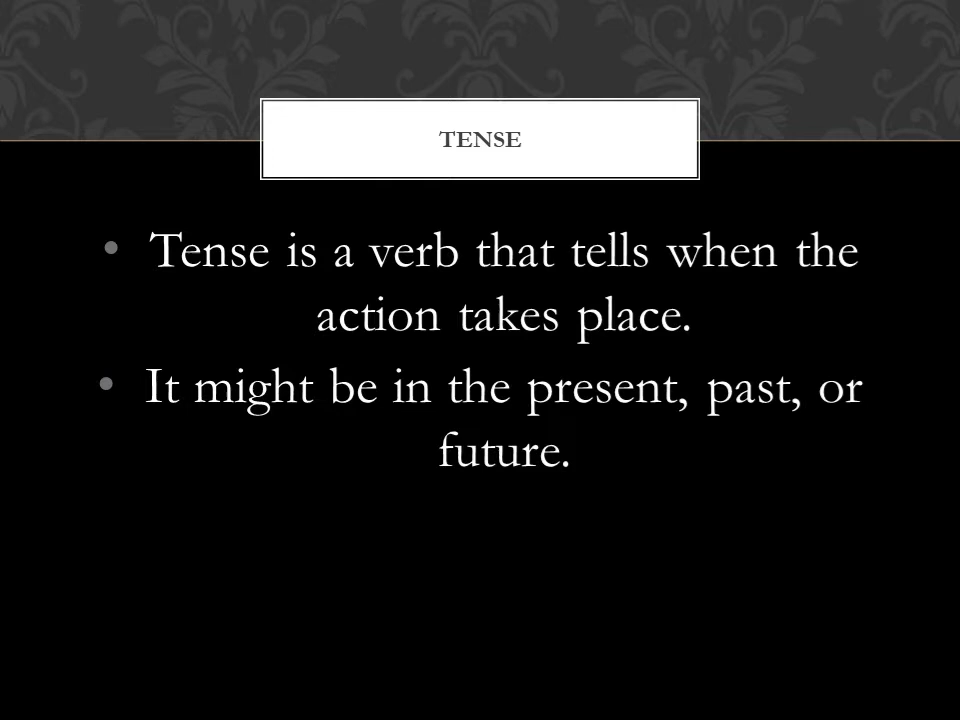 TENSE
• Tense is a verb that tells when the
action takes place.
• It might be in the present, past, or
future.